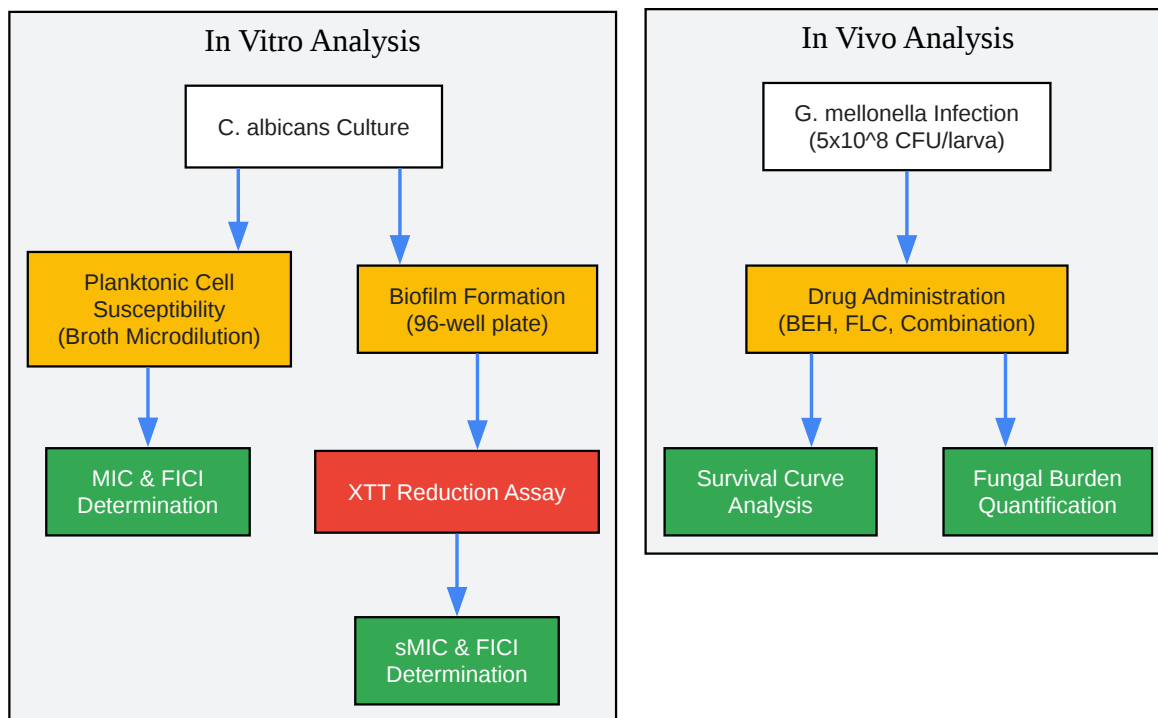 In Vitro Analysis
C. albicans Culture
Planktonic Cell
Susceptibility
(Broth Microdilution)
Biofilm Formation
(96-well plate)
MIC & FICI
Determination
XTT Reduction Assay
sMIC & FICI
Determination
In Vivo Analysis
G. mellonella Infection
(5x10^8 CFU/larva)
Drug Administration
(BEH, FLC, Combination)
Survival Curve
Analysis
Fungal Burden
Quantification